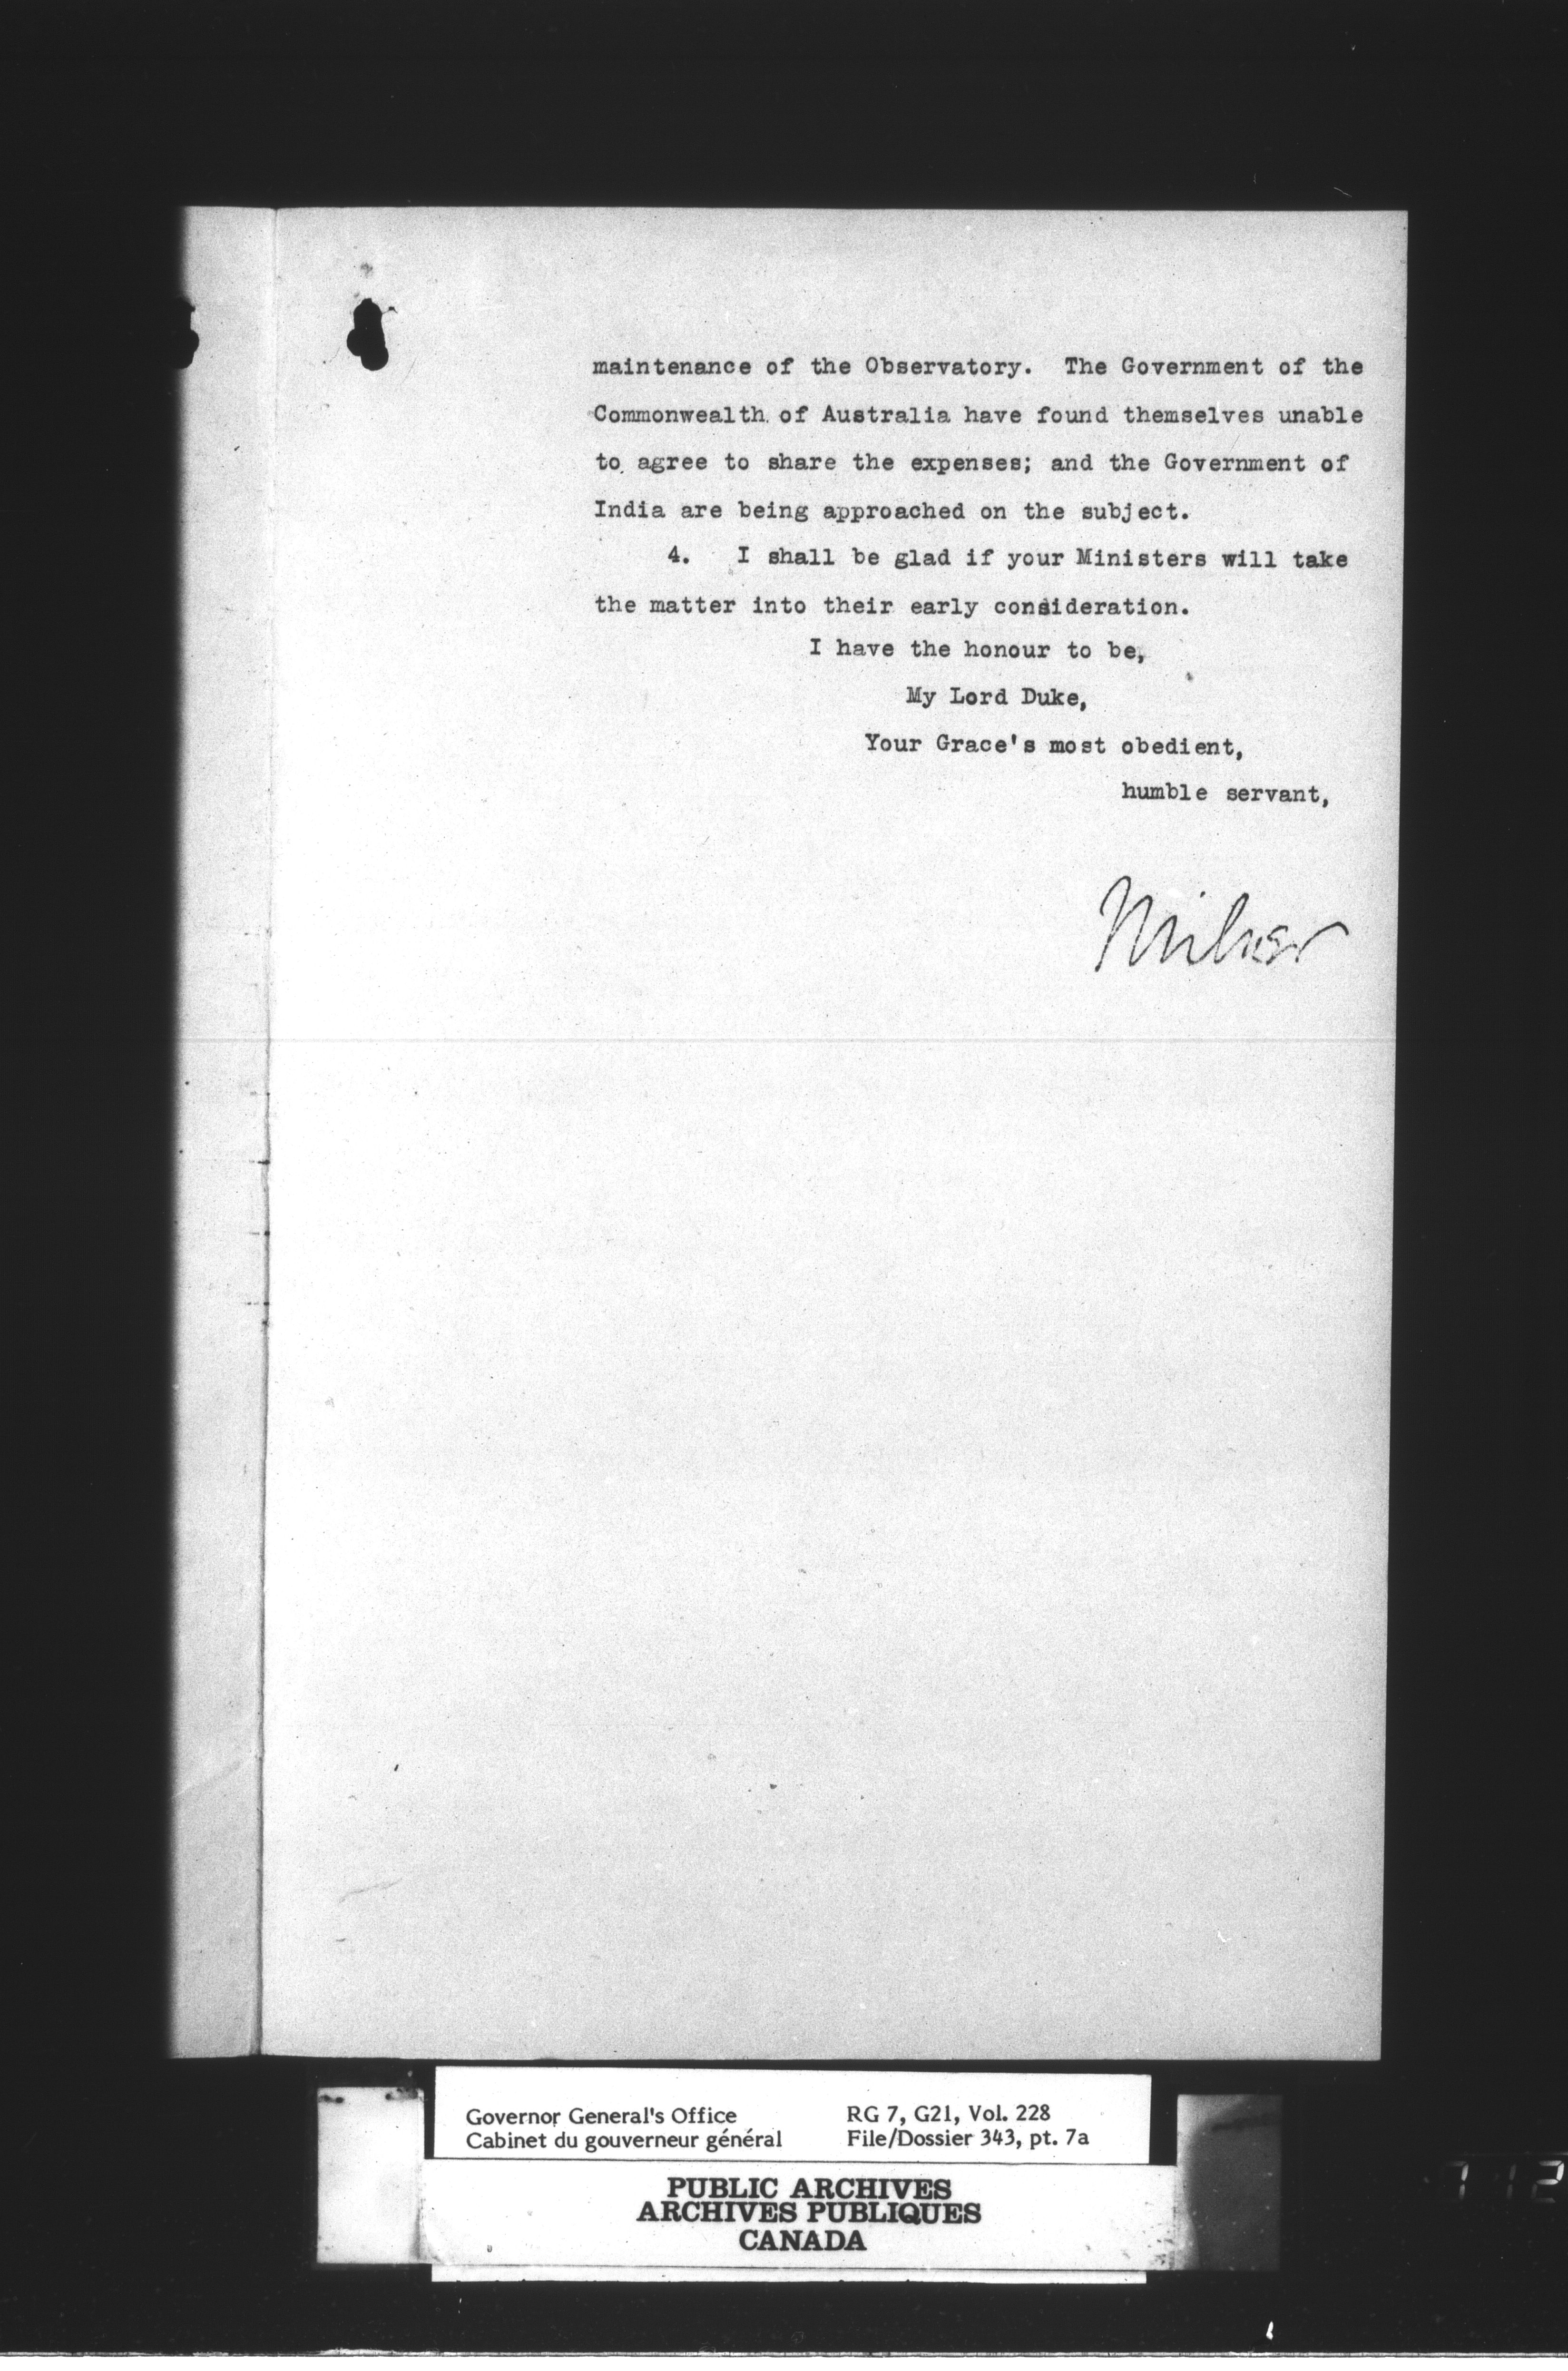 maintenance of the Observatory. The Government of the
Commonwealth of Australia have found themselves unable
to agree to share the expenses; and the Government of
India are being approached on the subject.
4. I shall be glad if your Ministers will take
the matter into their early consideration.
I have the honour to be,
My Lord Duke,
Your Grace's most obedient,
humble servant,
Milner
Governor General's Office
Cabinet du gouverneur général
RG 7, G21, Vol. 228
File/Dossier 343, pt. 7a
PUBLIC ARCHIVES
ARCHIVES PUBLIQUES
CANADA
712